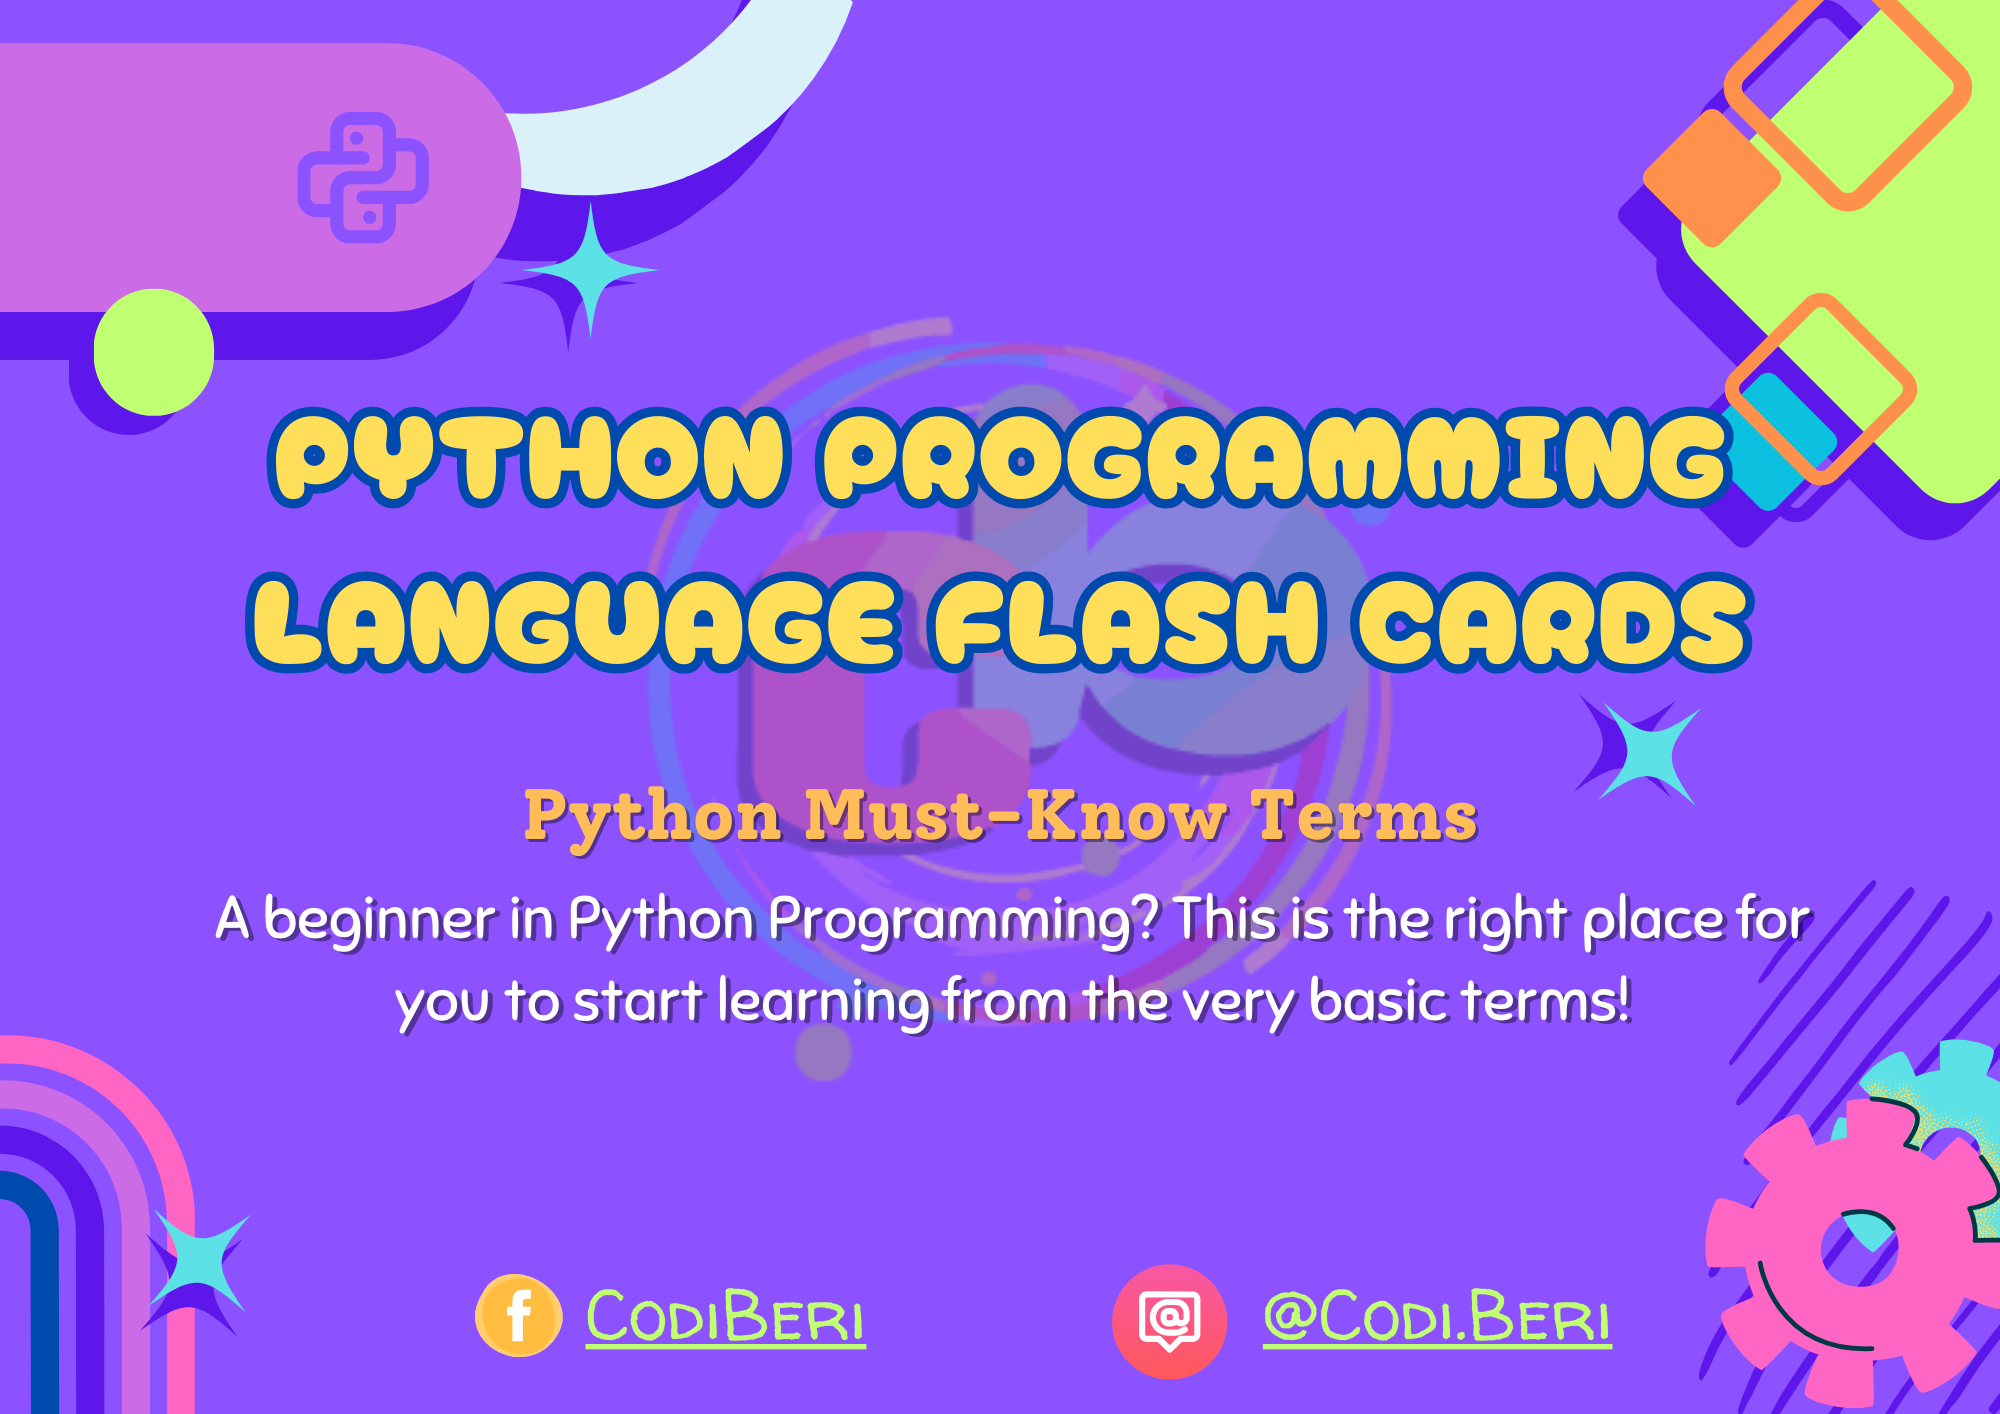 PYTHON PROGRAMMING
LANGUAGE FLASH CARDS
Python Must-Know Terms
A beginner in Python Programming? This is the right place for
you to start learning from the very basic terms!
CodiBeri
@Codi.Beri